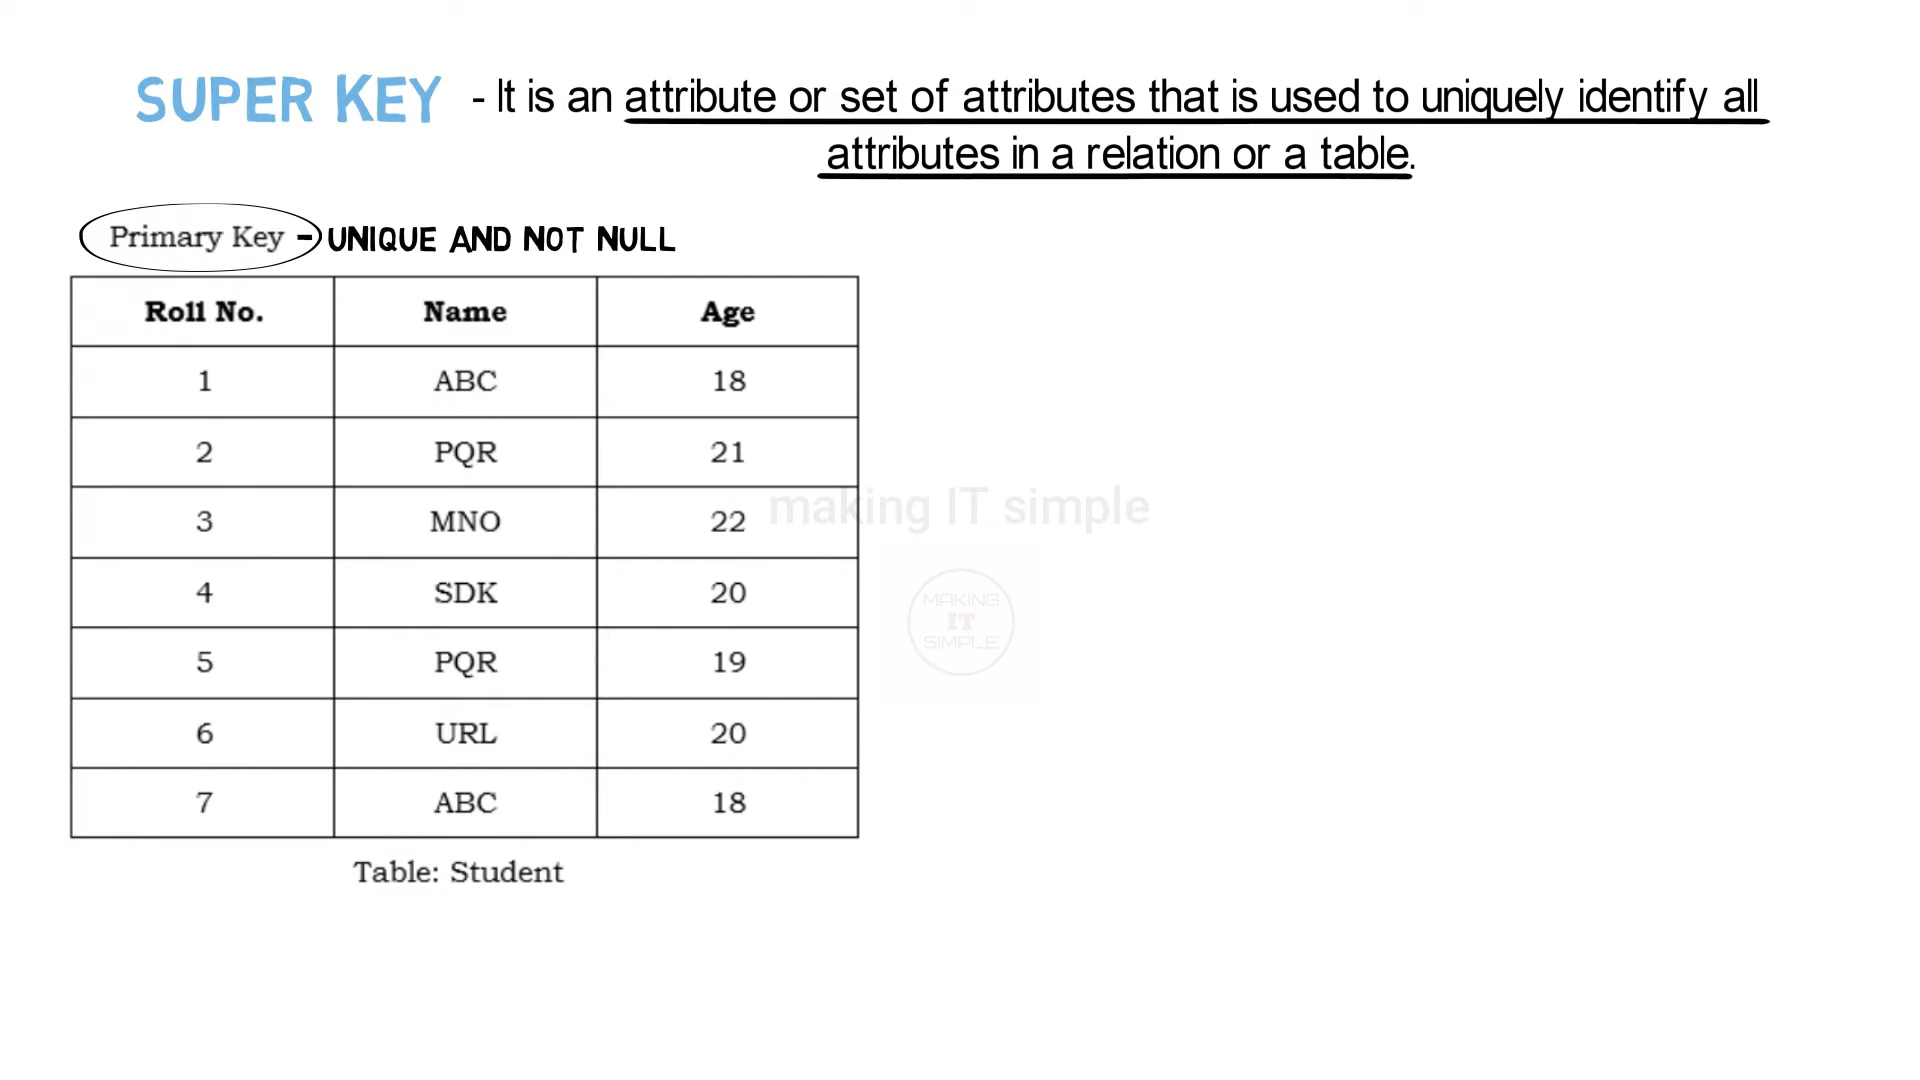 SUPER KEY - It is an attribute or set of attributes that is used to uniquely identify all
attributes in a relation or a table.
Primary Key - UNIQUE AND NOT NULL
Roll No. Name Age
1 ABC 18
2 PQR 21
3 MNO 22
making IT simple
4 SDK 20
MAKING
IT
SIMPLE
5 PQR 19
6 URL 20
7 ABC 18
Table: Student